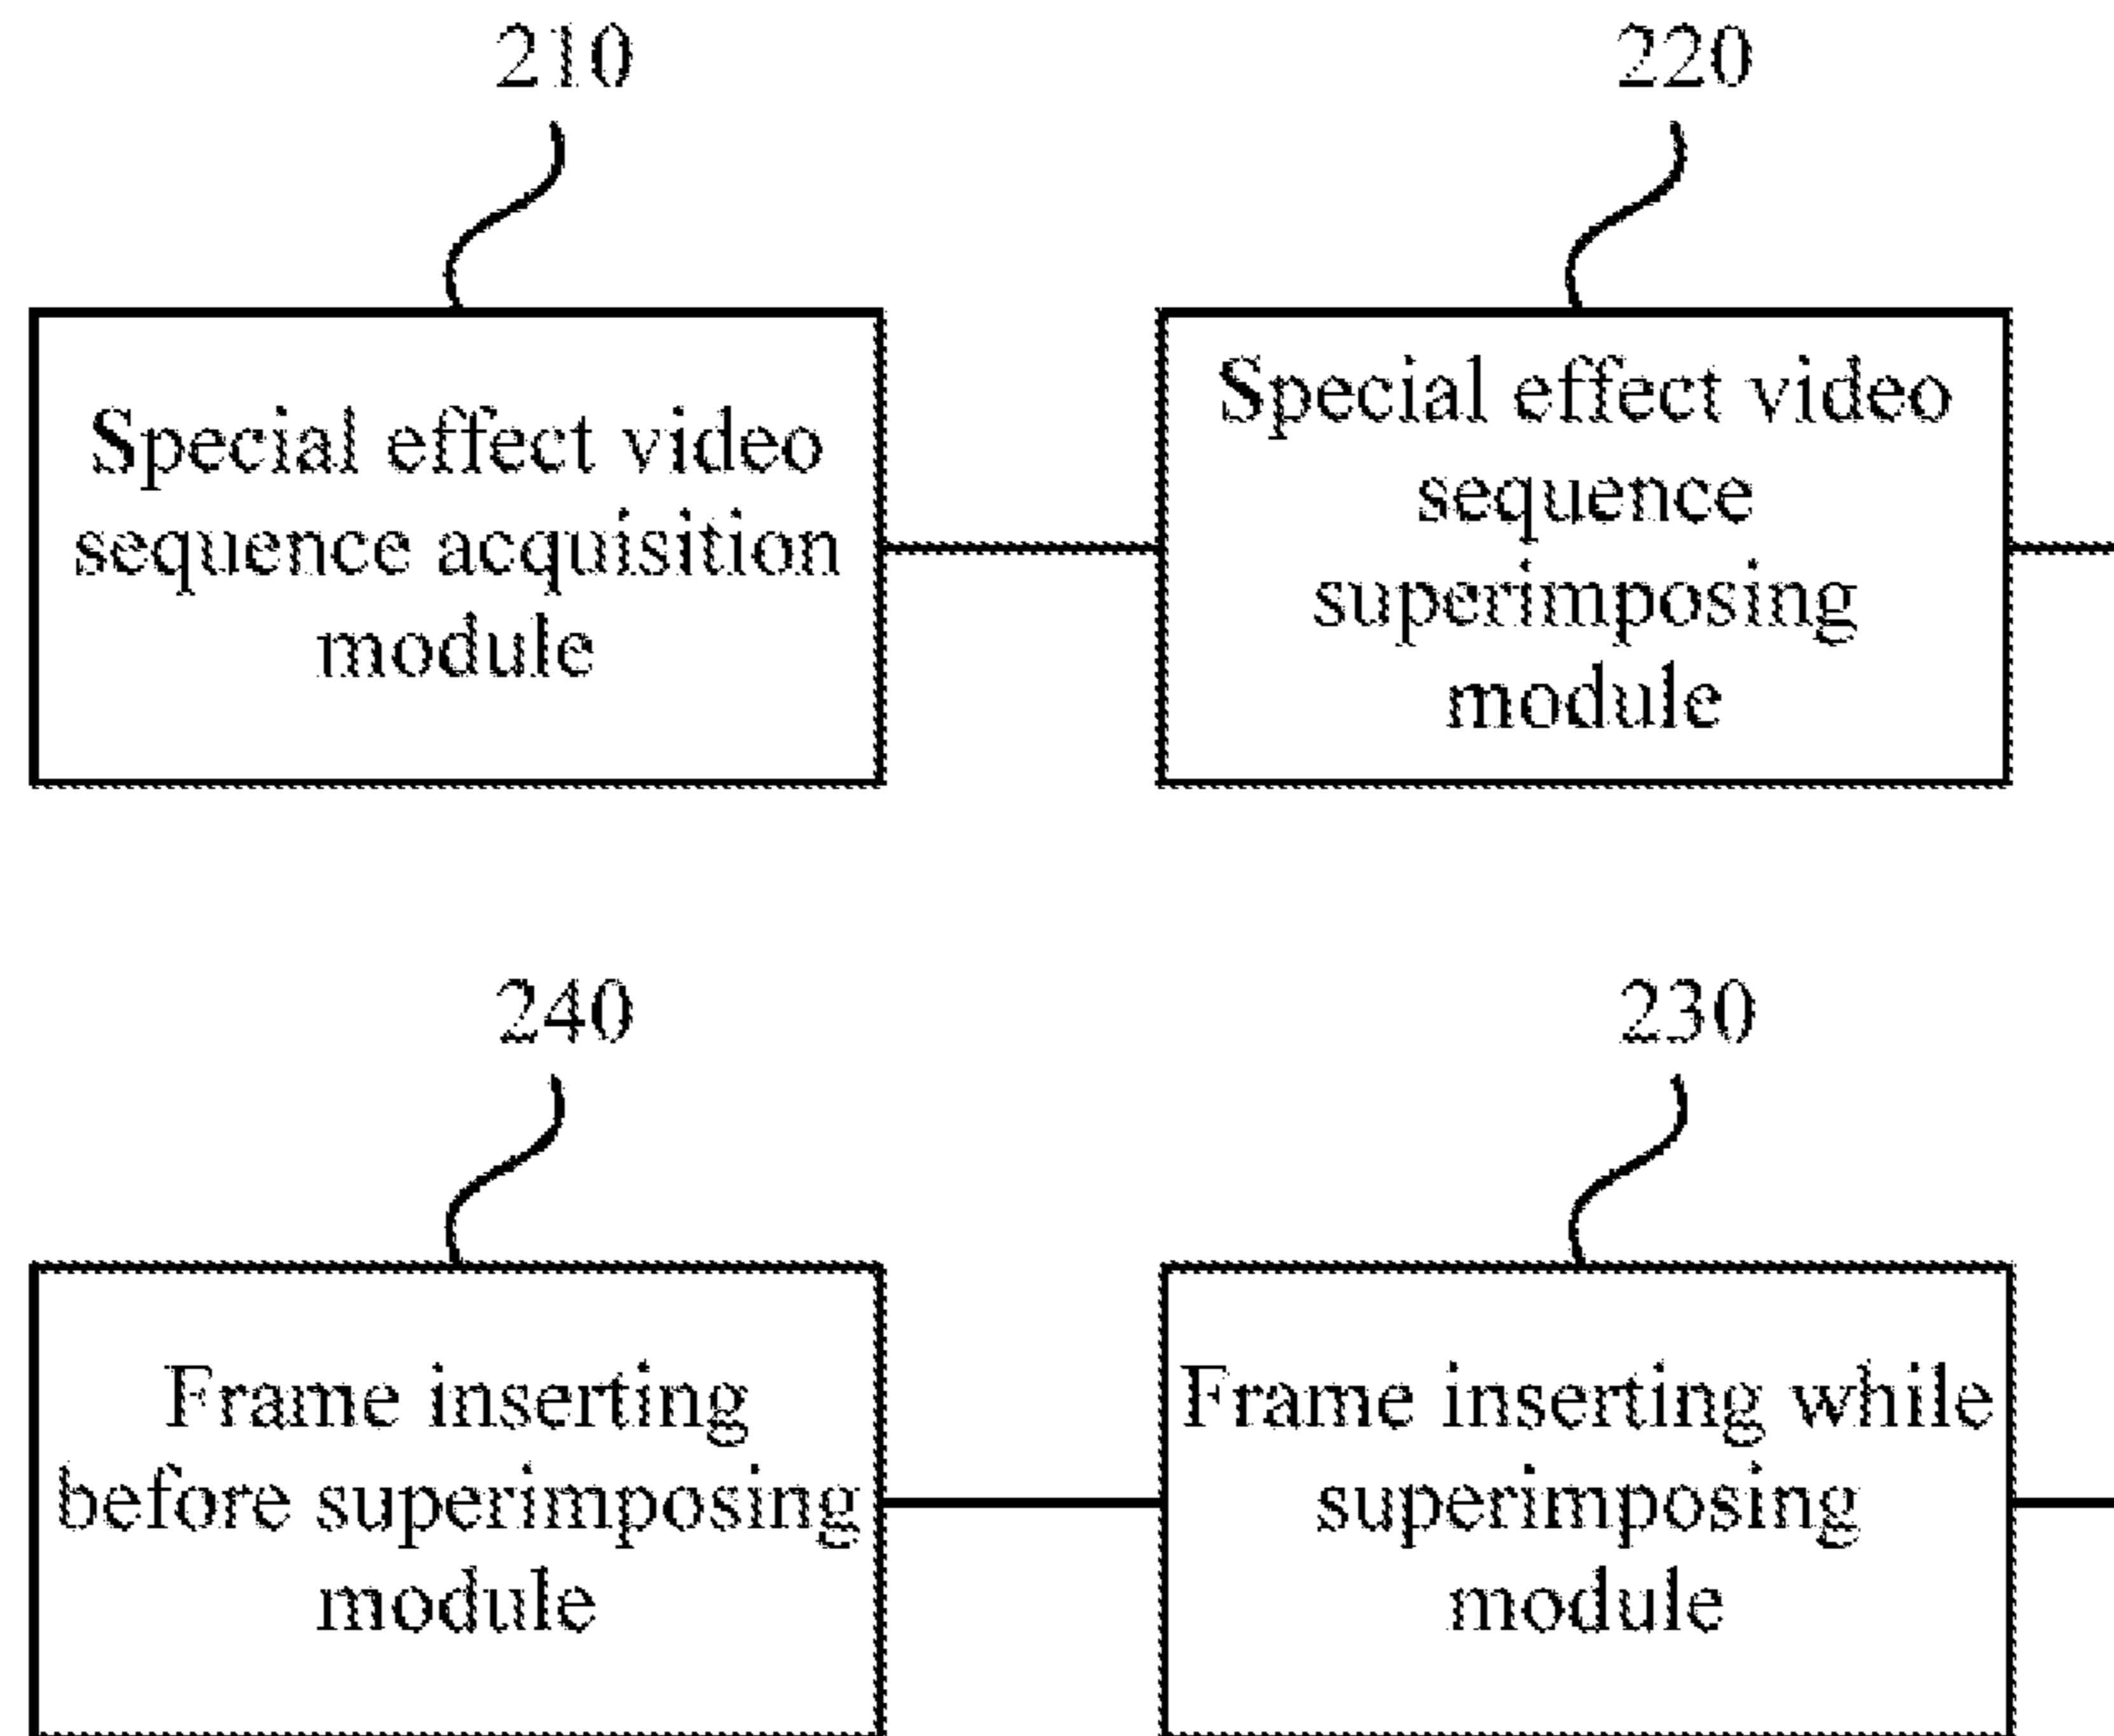 210
Special effect video
sequence acquisition
module
220
Special effect video
sequence
superimposing
module
240
Frame inserting
before superimposing
module
230
Frame inserting while
superimposing
module